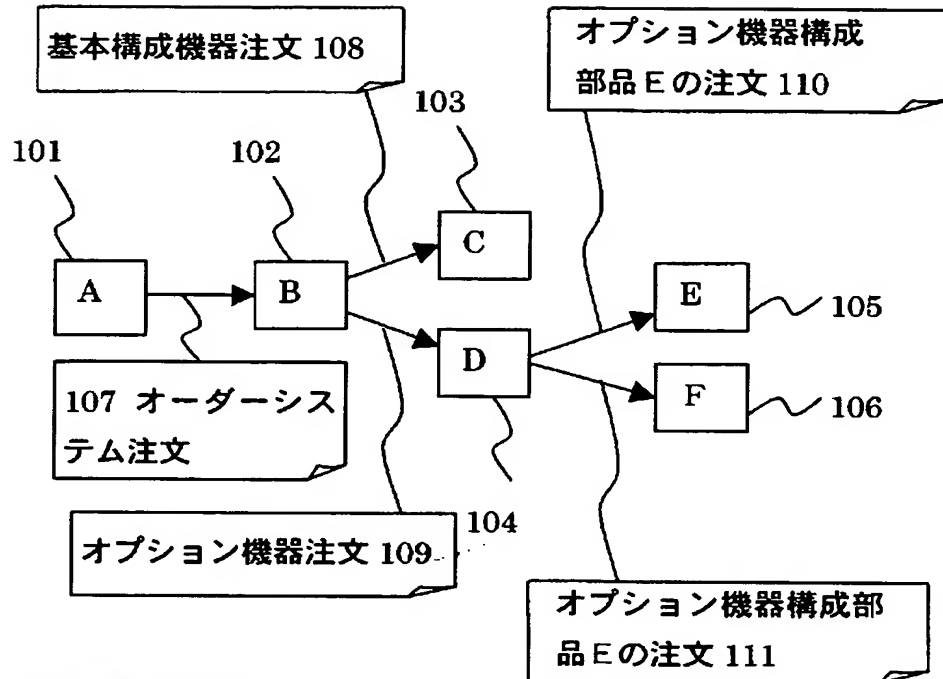 基本構成機器注文 108
オプション機器構成
部品Eの注文 110
103
101
102
C
A
B
E
105
D
F
106
107 オーダーシス
テム注文
104
オプション機器注文 109
オプション機器構成部
品Eの注文 111